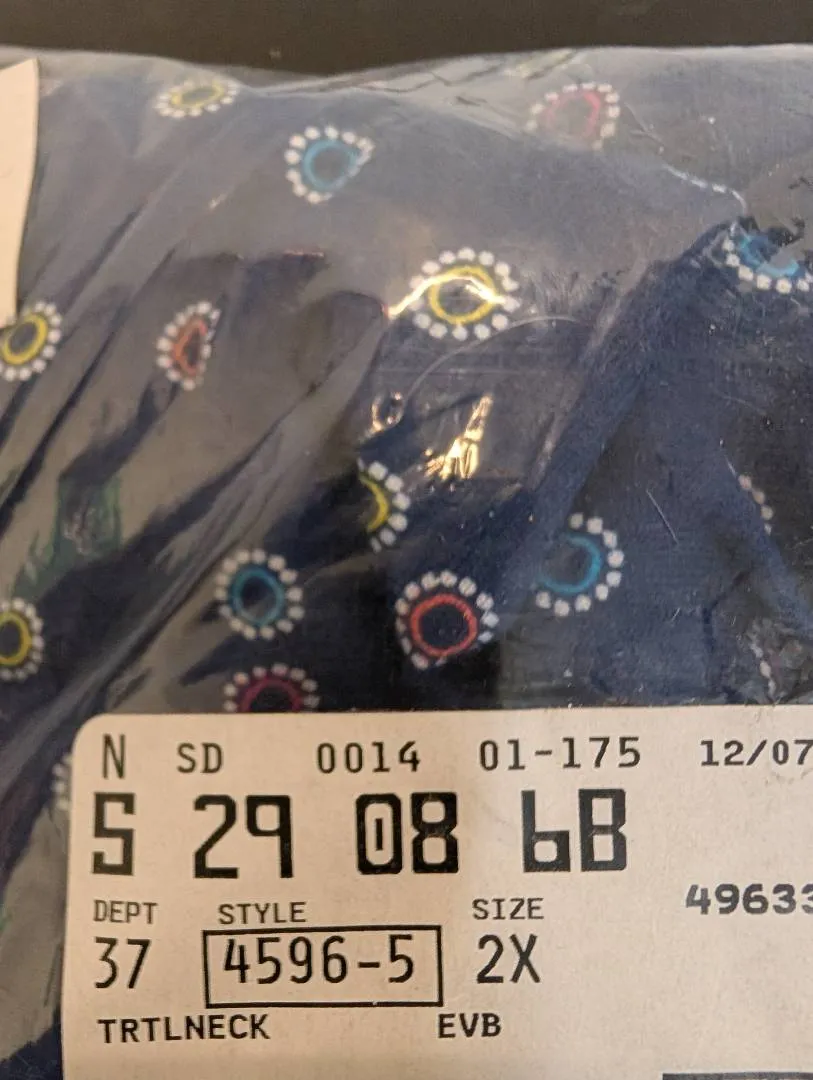 N SD 0014 01-175 12/07
S 29 08 6B
DEPT STYLE SIZE 49633
37 4596-5 2X
TRTLNECK EVB